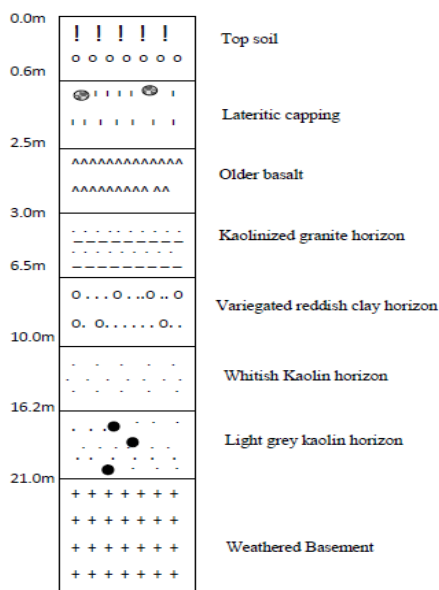 0.0m
Top soil
0.6m
Lateritic capping
2.5m
Older basalt
3.0m
Kaolinized granite horizon
6.5m
Variegated reddish clay horizon
10.0m
Whitish Kaolin horizon
16.2m
Light grey kaolin horizon
21.0m
Weathered Basement